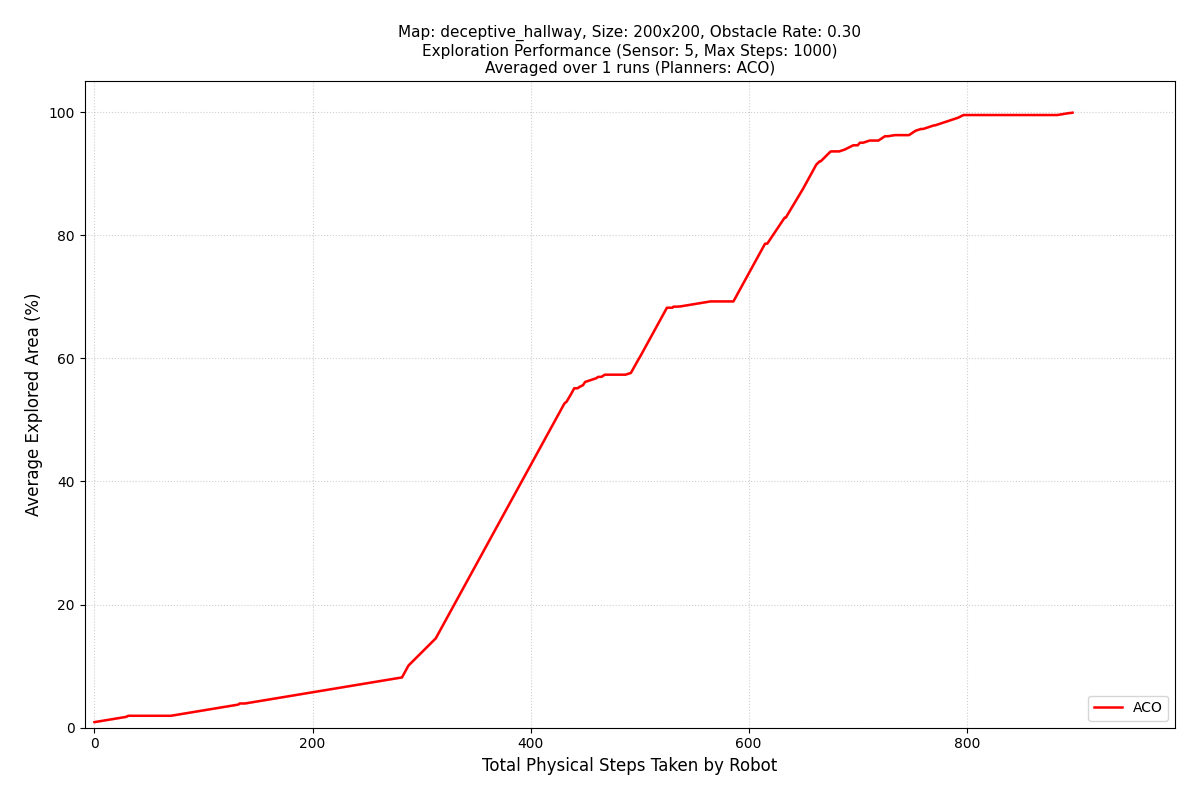 Map: deceptive_hallway, Size: 200x200, Obstacle Rate: 0.30
Exploration Performance (Sensor: 5, Max Steps: 1000)
Averaged over 1 runs (Planners: ACO)
100
80
60
40
20
0
Average Explored Area (%)
ACO
0 200 400 600 800
Total Physical Steps Taken by Robot